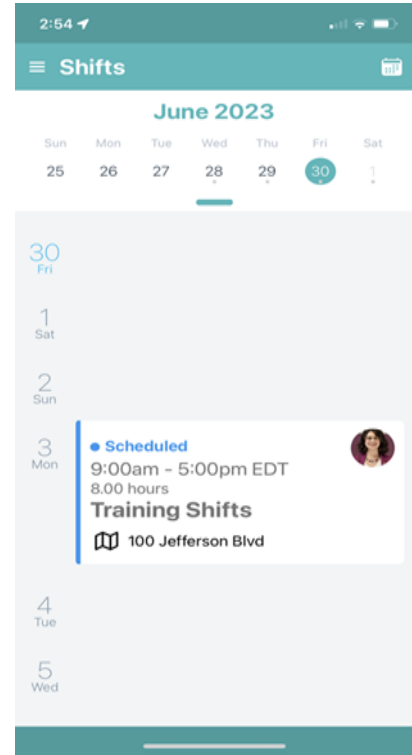 2:54
Shifts
June 2023
Sun Mon Tue Wed Thu Fri Sat
25 26 27 28 29 30 1
30
Fri
1
Sat
2
Sun
3
Mon
Scheduled
9:00am - 5:00pm EDT
8.00 hours
Training Shifts
100 Jefferson Blvd
4
Tue
5
Wed